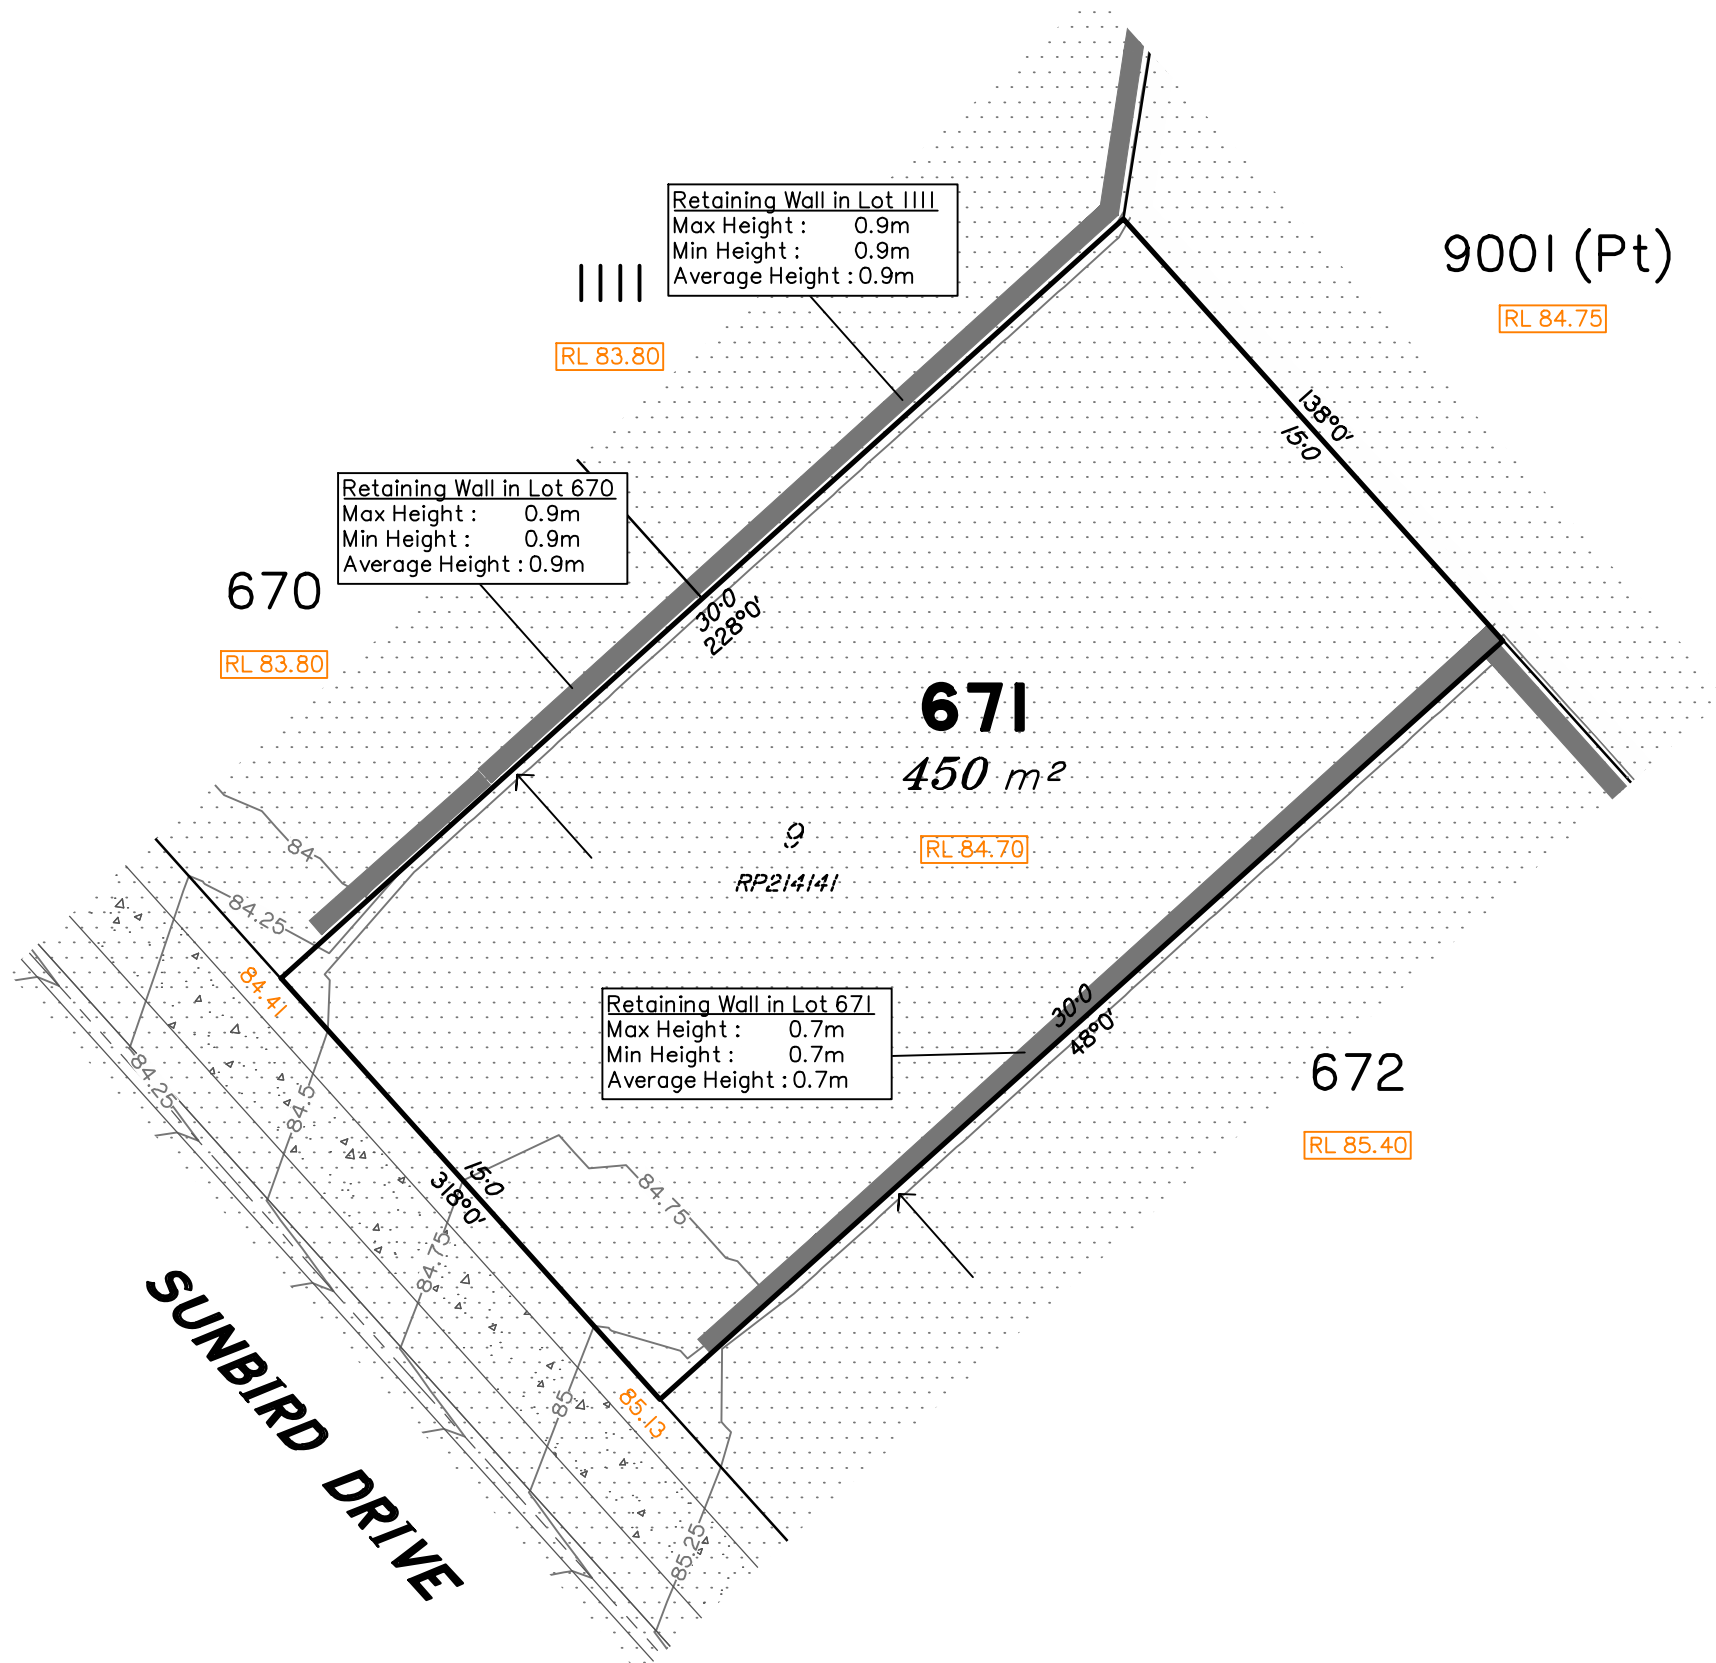 Retaining Wall in Lot 1111
Max Height : 0.9m
Min Height : 0.9m
Average Height : 0.9m
1111
RL 83.80
9001 (Pt)
RL 84.75
138°0'
15·0
Retaining Wall in Lot 670
Max Height : 0.9m
Min Height : 0.9m
Average Height : 0.9m
670
RL 83.80
30·0
228°0'
671
450 m²
RL 84.70
9
RP214141
84
84.25
84.41
84.25
84.5
Retaining Wall in Lot 671
Max Height : 0.7m
Min Height : 0.7m
Average Height : 0.7m
30·0
48°0'
672
RL 85.40
15·0
318°0'
84.75
84.75
85
85.13
85.25
SUNBIRD DRIVE